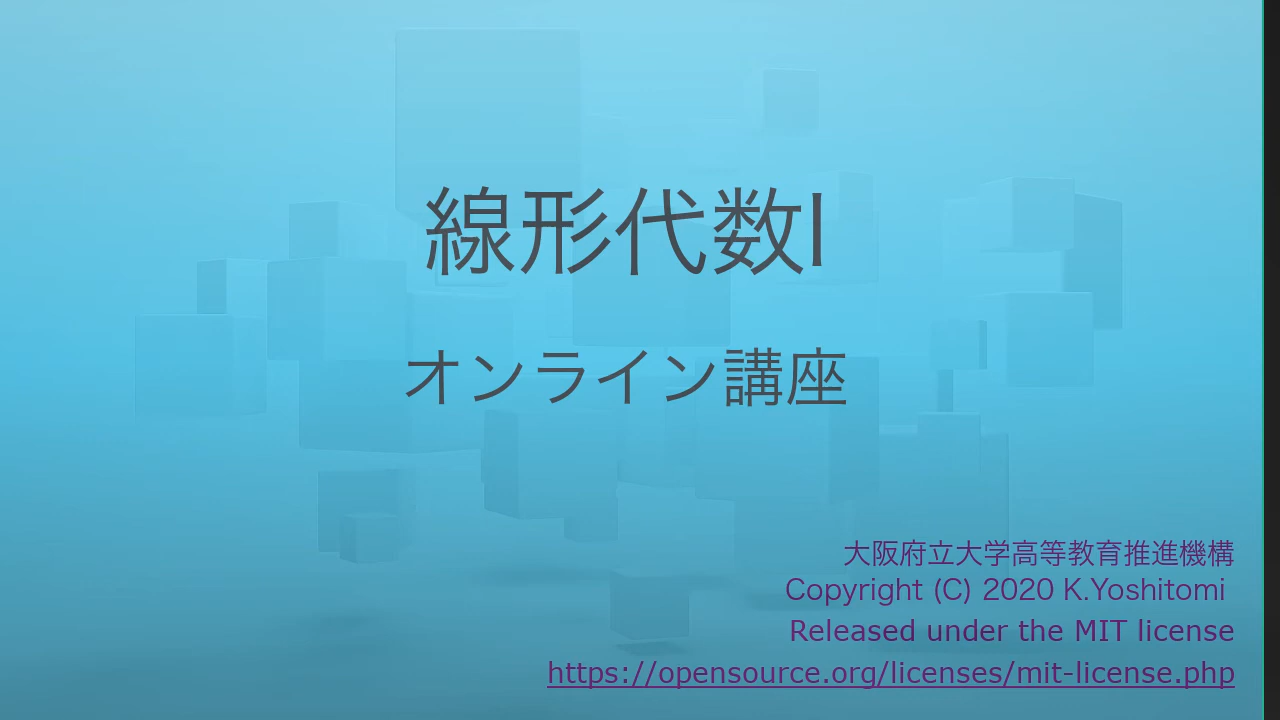 線形代数I
オンライン講座
大阪府立大学高等教育推進機構
Copyright (C) 2020 K.Yoshitomi
Released under the MIT license
https://opensource.org/licenses/mit-license.php